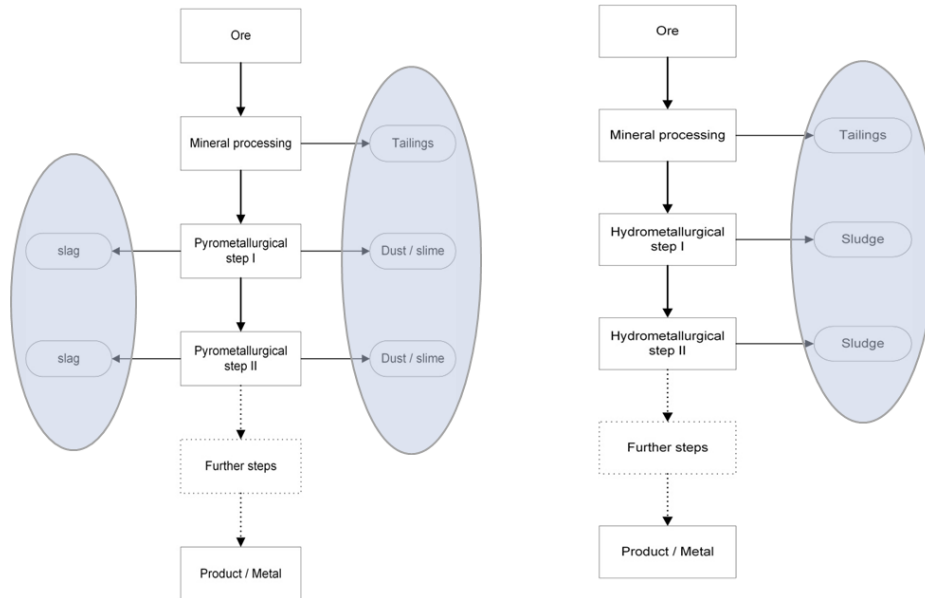 Ore
Mineral processing
Tailings
slag
Pyrometallurgical
step I
Dust / slime
slag
Pyrometallurgical
step II
Dust / slime
Further steps
Product / Metal
Ore
Mineral processing
Tailings
Hydrometallurgical
step I
Sludge
Hydrometallurgical
step II
Sludge
Further steps
Product / Metal